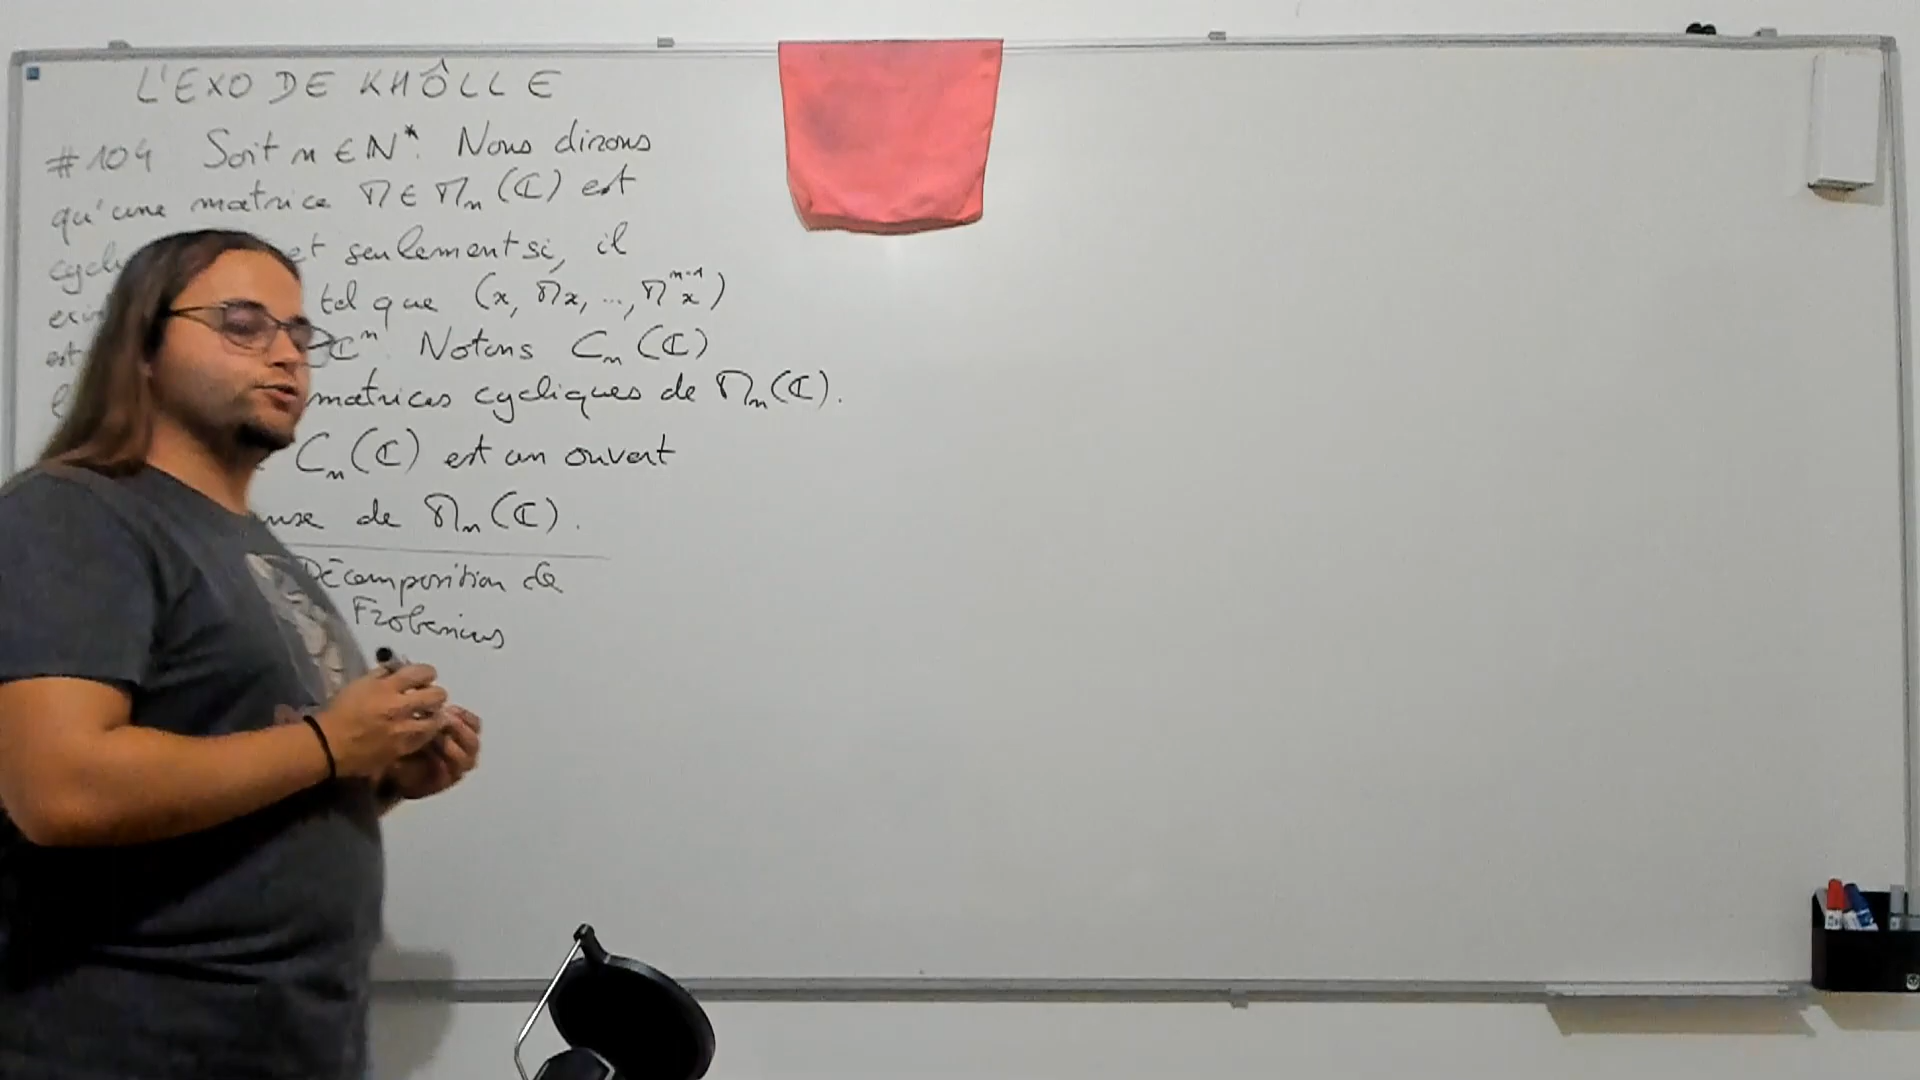 L'EXO DE KHÔLLE
#104 Soit n ∈ ℕ*. Nous dirons
qu'une matrice M ∈ Mn(ℂ) est
et seulement si, il
tel que (x, Mx, ..., M^{n-1}x)
ℂ^n. Notons Cn(ℂ)
matrices cycliques de Mn(ℂ).
Cn(ℂ) est un ouvert
de Mn(ℂ).
Décomposition de
Frobenius